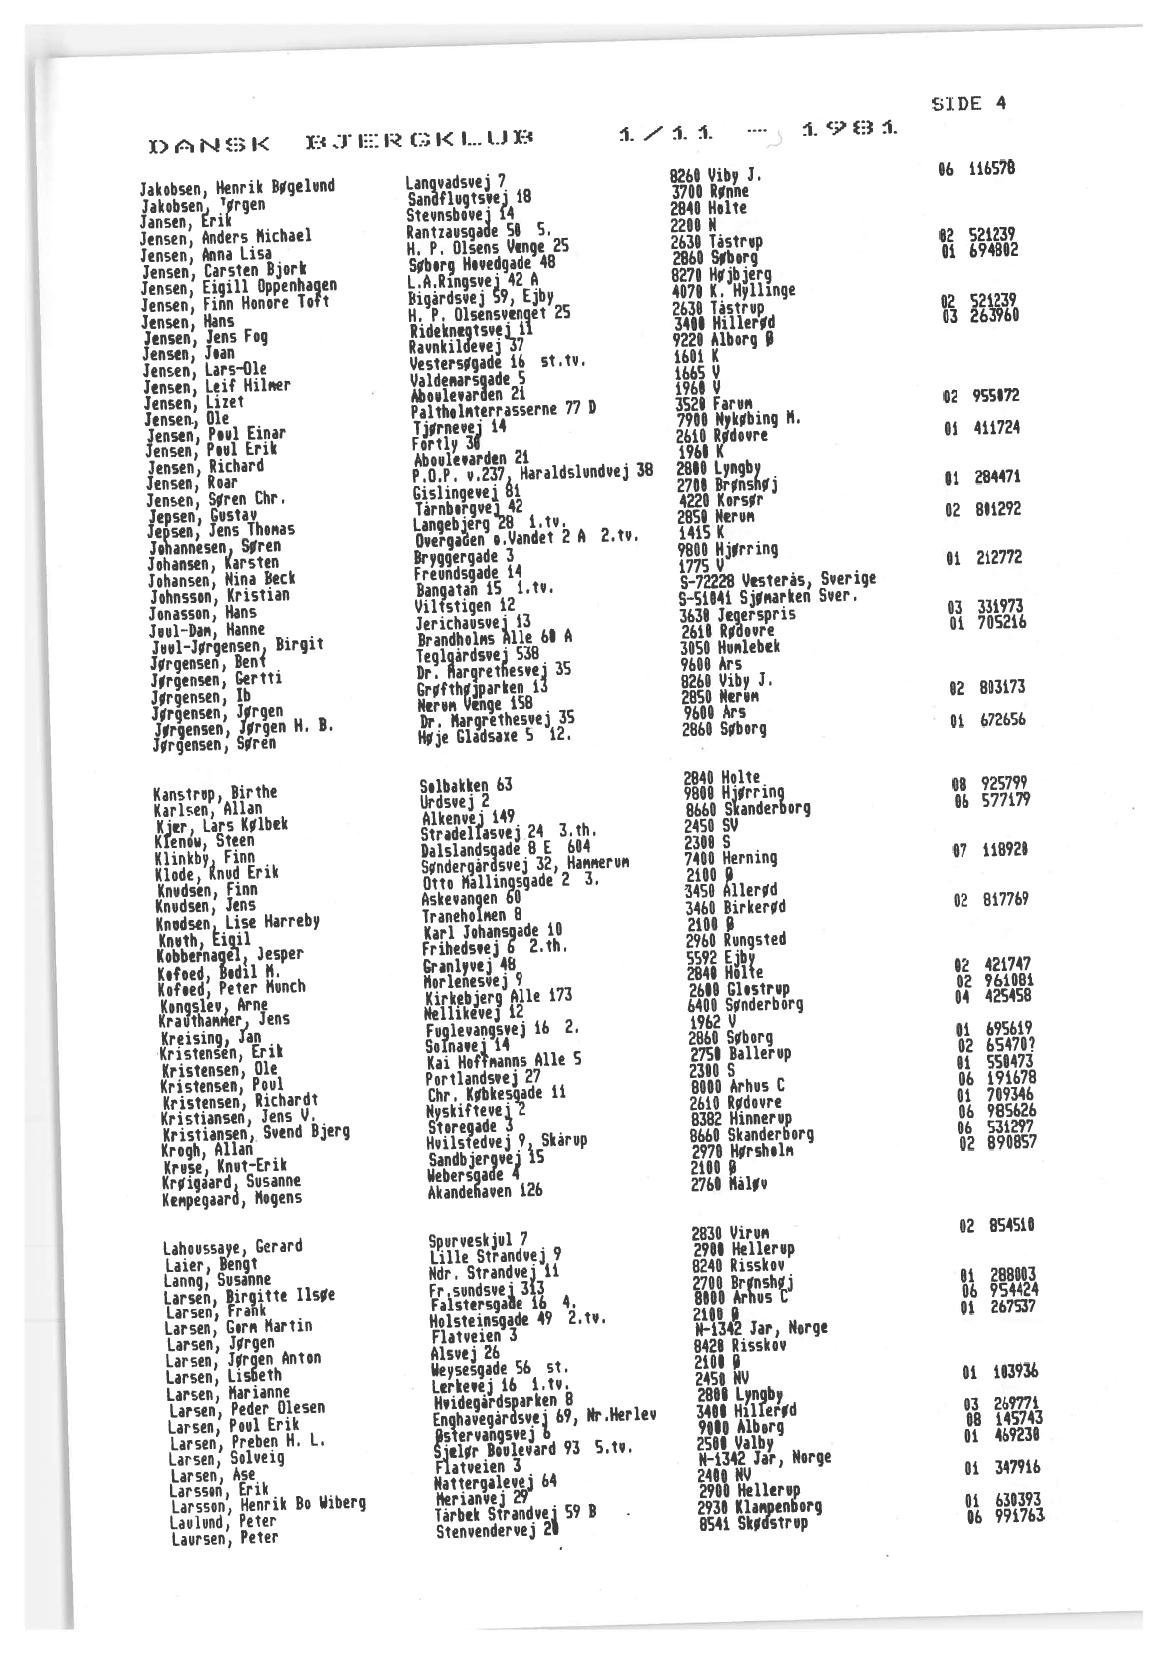 SIDE 4
DANSK BJERGKLUB 1/11 - 1981.
Jakobsen, Henrik Bøgelund Langvadsvej 7 8260 Viby J. 06 116578
Jakobsen, Jørgen Sandflugtsvej 18 3700 Rønne
Jansen, Erik Stevnsbovej 14 2840 Holte
Jensen, Anders Michael Rantzausgade 50 5. 2200 N
Jensen, Anna Lisa H. P. Olsens Venge 25 2630 Tåstrup 02 521239
Jensen, Carsten Bjork Søborg Hovedgade 48 2860 Søborg 01 694802
Jensen, Eigill Oppenhagen L.A.Ringsvej 42 A 8270 Højbjerg
Jensen, Finn Honore Toft Bigårdsvej 59, Ejby 4070 K. Hyllinge
Jensen, Hans H. P. Olsensvenget 25 2630 Tåstrup 02 521239
Jensen, Jens Fog Rideknegtsvej 11 3400 Hillerød 03 263960
Jensen, Joan Ravnkildevej 37 9220 Alborg Ø
Jensen, Lars-Ole Vestersøgade 16 st.tv. 1601 K
Jensen, Leif Hilmer Valdemarsgade 5 1665 V
Jensen, Lizet Aboulevarden 21 1960 V
Jensen, Ole Paltholmterrasserne 77 D 3520 Farum 02 955072
Jensen, Poul Einar Tjørnevej 14 7900 Nykøbing M.
Jensen, Poul Erik Fortly 30 2610 Rødovre 01 411724
Jensen, Richard Aboulevarden 21 1960 K
Jensen, Roar P.O.P. v.237, Haraldslundvej 38 2800 Lyngby
Jensen, Søren Chr. Gislingevej 81 2700 Brønshøj 01 284471
Jepsen, Gustav Tårnborgvej 42 4220 Korsør
Jepsen, Jens Thomas Langebjerg 28 1.tv. 2850 Nerum 02 801292
Johannesen, Søren Overgaden o.Vandet 2 A 2.tv. 1415 K
Johansen, Karsten Bryggergade 3 9800 Hjørring
Johansen, Nina Beck Freundsgade 14 1775 V 01 212772
Johnsson, Kristian Bangatan 15 1.tv. S-72228 Vesterås, Sverige
Jonasson, Hans Viltstigen 12 S-51041 Sjømarken Sver.
Juul-Dam, Hanne Jerichausvej 13 3630 Jegerspris 03 331973
Juul-Jørgensen, Birgit Brandholms Alle 60 A 2610 Rødovre 01 705216
Jørgensen, Bent Teglgårdsvej 538 3050 Humlebek
Jørgensen, Gertti Dr. Margrethesvej 35 9600 Ars
Jørgensen, Ib Grøfthøjparken 13 8260 Viby J.
Jørgensen, Jørgen Nerum Venge 158 2850 Nerum 02 803173
Jørgensen, Jørgen H. B. Dr. Margrethesvej 35 9600 Ars
Jørgensen, Søren Høje Gladsaxe 5 12. 2860 Søborg 01 672656
Kanstrup, Birthe Solbakken 63 2840 Holte
Karlsen, Allan Urdsvej 2 9800 Hjørring 08 925799
Kjer, Lars Kølbek Alkenvej 149 8660 Skanderborg 06 577179
Klenow, Steen Stradellasvej 24 3.th. 2450 SV
Klinkby, Finn Dalslandsgade 8 E 604 2300 S
Klode, Knud Erik Søndergårdsvej 32, Hammerum 7400 Herning 07 118920
Knudsen, Finn Otto Mallingsgade 2 3. 2100 Ø
Knudsen, Jens Askevangen 60 3450 Allerød
Knudsen, Lise Harreby Traneholmen 8 3460 Birkerød 02 817769
Knuth, Eigil Karl Johansgade 10 2100 Ø
Kobbernagel, Jesper Frihedsvej 6 2.th. 2960 Rungsted
Kofoed, Bodil M. Granlyvej 48 5592 Ejby
Kofoed, Peter Munch Morlenesvej 9 2840 Holte 02 421747
Kongslev, Arne Kirkebjerg Alle 173 2600 Glostrup 02 961081
Krauthammer, Jens Nellikevej 12 6400 Sønderborg 04 425458
Kreising, Jan Fuglevangsvej 16 2. 1962 V
Kristensen, Erik Solnavej 14 2860 Søborg 01 695619
Kristensen, Ole Kai Hoffmanns Alle 5 2750 Ballerup 02 65470?
Kristensen, Poul Portlandsvej 27 2300 S 01 550473
Kristensen, Richardt Chr. Købkesgade 11 8000 Arhus C 06 191678
Kristiansen, Jens V. Nyskiftevej 2 2610 Rødovre 01 709346
Kristiansen, Svend Bjerg Storegade 3 8382 Hinnerup 06 985626
Krogh, Allan Hvilstedvej 9, Skårup 8660 Skanderborg 06 531297
Kruse, Knut-Erik Sandbjergvej 15 2970 Hørsholm 02 890857
Krøigaard, Susanne Webersgade 4 2100 Ø
Kempegaard, Mogens Akandehaven 126 2760 Måløv
Lahoussaye, Gerard Spurveskjul 7 2830 Virum 02 854510
Laier, Bengt Lille Strandvej 9 2900 Hellerup
Lanng, Susanne Ndr. Strandvej 11 8240 Risskov
Larsen, Birgitte Ilsøe Fr.sundsvej 313 2700 Brønshøj 01 288003
Larsen, Frank Falstersgade 16 4. 8000 Arhus C 06 954424
Larsen, Gorm Martin Holsteinsgade 49 2.tv. 2100 Ø 01 267537
Larsen, Jørgen Flatveien 3 N-1342 Jar, Norge
Larsen, Jørgen Anton Alsvej 26 8420 Risskov
Larsen, Lisbeth Weysesgade 56 st. 2100 Ø
Larsen, Marianne Lerkevej 16 1.tv. 2450 NV 01 103936
Larsen, Peder Olesen Hvidegårdsparken 8 2800 Lyngby
Larsen, Poul Erik Enghavegårdsvej 69, Nr.Herlev 3400 Hillerød 03 269771
Larsen, Preben H. L. Østervangsvej 6 9000 Alborg 08 145743
Larsen, Solveig Sjelør Boulevard 93 5.tv. 2500 Valby 01 469230
Larsen, Ase Flatveien 3 N-1342 Jar, Norge
Larsson, Erik Nattergalevej 64 2400 NV 01 347916
Larsson, Henrik Bo Wiberg Merianvej 29 2900 Hellerup
Laulund, Peter Tårbek Strandvej 59 B 2930 Klampenborg 01 630393
Laursen, Peter Stenvendervej 20 8541 Skødstrup 06 991763